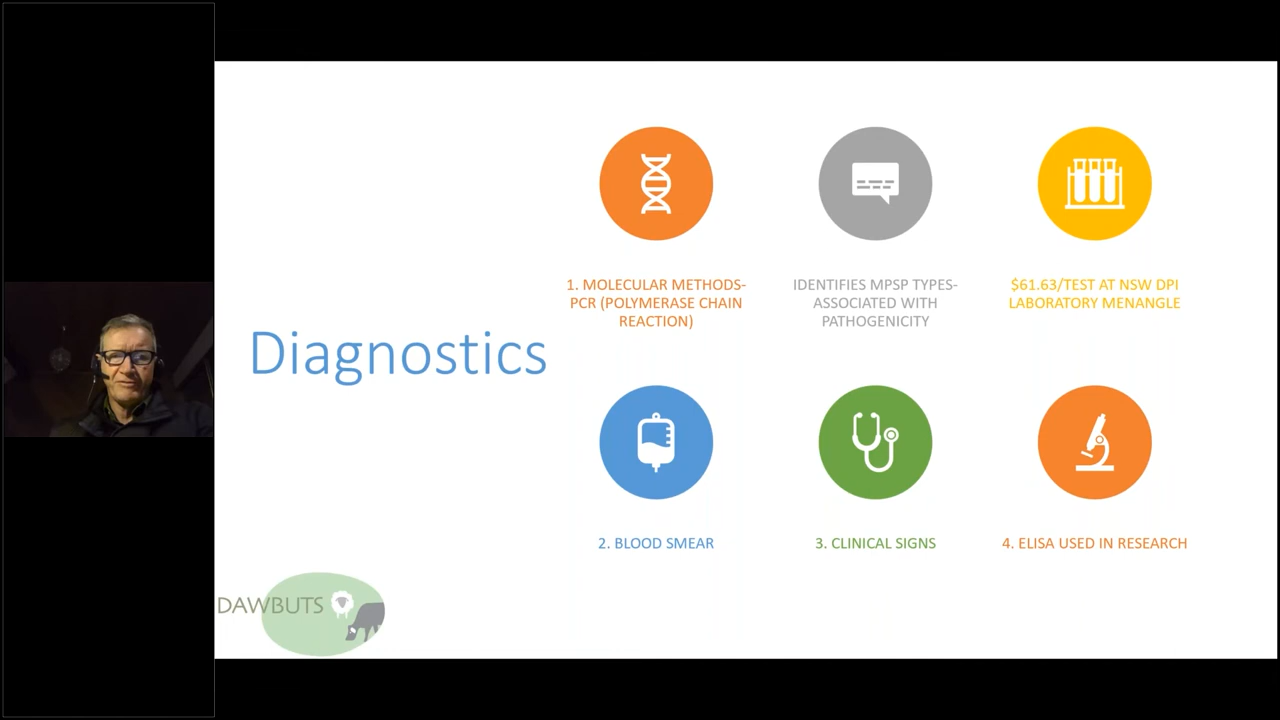 Diagnostics
1. MOLECULAR METHODS-
PCR (POLYMERASE CHAIN
REACTION)
IDENTIFIES MPSP TYPES-
ASSOCIATED WITH
PATHOGENICITY
$61.63/TEST AT NSW DPI
LABORATORY MENANGLE
2. BLOOD SMEAR
3. CLINICAL SIGNS
4. ELISA USED IN RESEARCH
DAWBUTS